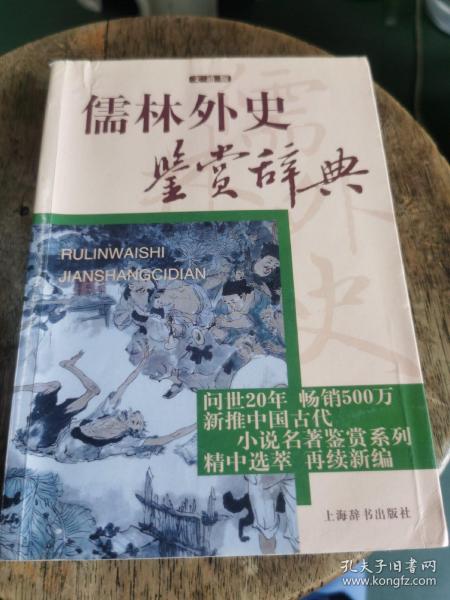 儒林外史
鉴赏辞典
RULINWAISHI
JIANSHANGCIDIAN
问世20年 畅销500万
新推中国古代
小说名著鉴赏系列
精中选萃 再续新编
上海辞书出版社
孔夫子旧书网
www.kongfz.com